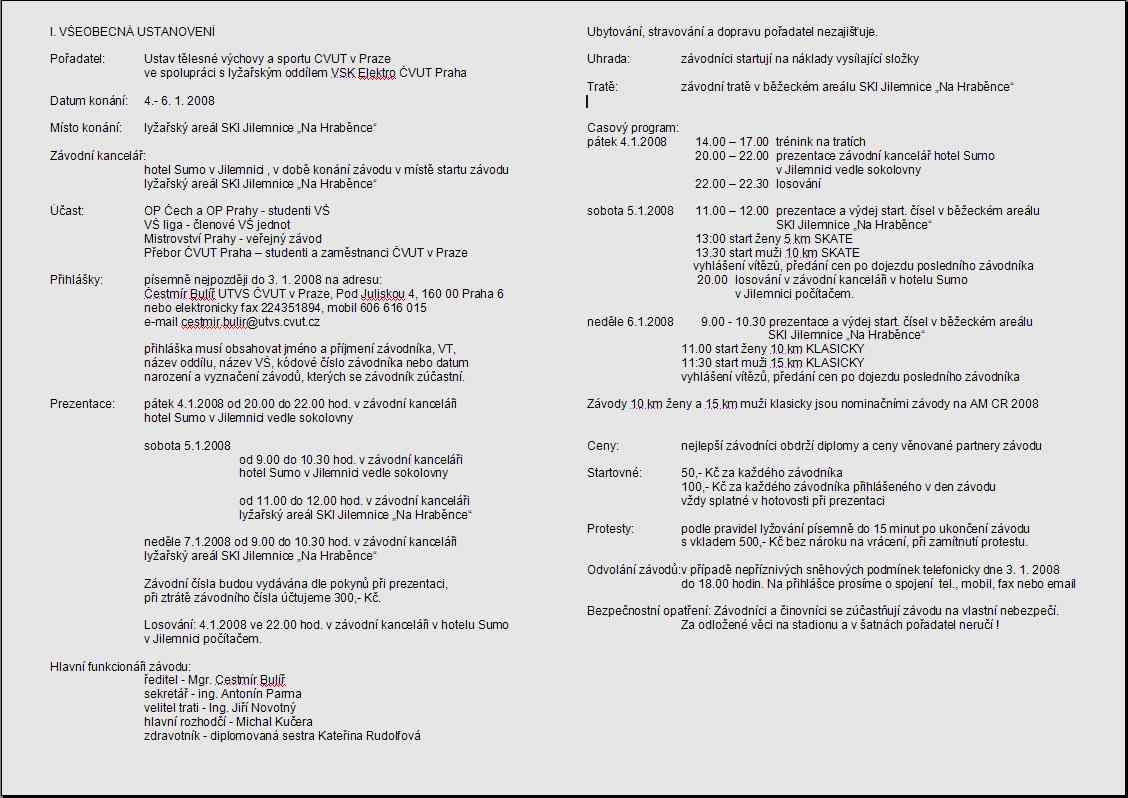 I. VŠEOBECNÁ USTANOVENÍ
Pořadatel: Ustav tělesné výchovy a sportu CVUT v Praze
ve spolupráci s lyžařským oddílem VSK Elektro ČVUT Praha
Datum konání: 4.- 6. 1. 2008
Místo konání: lyžařský areál SKI Jilemnice „Na Hraběnce“
Závodní kancelář:
hotel Sumo v Jilemnici , v době konání závodu v místě startu závodu
lyžařský areál SKI Jilemnice „Na Hraběnce“
Účast: OP Čech a OP Prahy - studenti VŠ
VŠ liga - členové VŠ jednot
Mistrovství Prahy - veřejný závod
Přebor ČVUT Praha – studenti a zaměstnanci ČVUT v Praze
Přihlášky: písemně nejpozději do 3. 1. 2008 na adresu:
Čestmír Bulíř UTVS ČVUT v Praze, Pod Juliskou 4, 160 00 Praha 6
nebo elektronicky fax 224351894, mobil 606 616 015
e-mail cestmir.bulir@utvs.cvut.cz
přihláška musí obsahovat jméno a příjmení závodníka, VT,
název oddílu, název VŠ, kódové číslo závodníka nebo datum
narození a vyznačení závodů, kterých se závodník zúčastní.
Prezentace: pátek 4.1.2008 od 20.00 do 22.00 hod. v závodní kanceláři
hotel Sumo v Jilemnici vedle sokolovny
sobota 5.1.2008
od 9.00 do 10.30 hod. v závodní kanceláři
hotel Sumo v Jilemnici vedle sokolovny
od 11.00 do 12.00 hod. v závodní kanceláři
lyžařský areál SKI Jilemnice „Na Hraběnce“
neděle 7.1.2008 od 9.00 do 10.30 hod. v závodní kanceláři
lyžařský areál SKI Jilemnice „Na Hraběnce“
Závodní čísla budou vydávána dle pokynů při prezentaci,
při ztrátě závodního čísla účtujeme 300,- Kč.
Losování: 4.1.2008 ve 22.00 hod. v závodní kanceláři v hotelu Sumo
v Jilemnici počítačem.
Hlavní funkcionáři závodu:
ředitel - Mgr. Cestmír Bulíř
sekretář - ing. Antonín Parma
velitel trati - Ing. Jiří Novotný
hlavní rozhodčí - Michal Kučera
zdravotník - diplomovaná sestra Kateřina Rudolfová
Ubytování, stravování a dopravu pořadatel nezajišťuje.
Uhrada: závodníci startují na náklady vysílající složky
Tratě: závodní tratě v běžeckém areálu SKI Jilemnice „Na Hraběnce“
Casový program:
pátek 4.1.2008 14.00 – 17.00 trénink na tratích
20.00 – 22.00 prezentace závodní kancelář hotel Sumo
v Jilemnici vedle sokolovny
22.00 – 22.30 losování
sobota 5.1.2008 11.00 – 12.00 prezentace a výdej start. čísel v běžeckém areálu
SKI Jilemnice „Na Hraběnce“
13:00 start ženy 5 km SKATE
13.30 start muži 10 km SKATE
vyhlášení vítězů, předání cen po dojezdu posledního závodníka
20.00 losování v závodní kanceláři v hotelu Sumo
v Jilemnici počítačem.
neděle 6.1.2008 9.00 - 10.30 prezentace a výdej start. čísel v běžeckém areálu
SKI Jilemnice „Na Hraběnce“
11.00 start ženy 10 km KLASICKY
11:30 start muži 15 km KLASICKY
vyhlášení vítězů, předání cen po dojezdu posledního závodníka
Závody 10 km ženy a 15 km muži klasicky jsou nominačními závody na AM CR 2008
Ceny: nejlepší závodníci obdrží diplomy a ceny věnované partnery závodu
Startovné: 50,- Kč za každého závodníka
100,- Kč za každého závodníka přihlášeného v den závodu
vždy splatné v hotovosti při prezentaci
Protesty: podle pravidel lyžování písemně do 15 minut po ukončení závodu
s vkladem 500,- Kč bez nároku na vrácení, při zamítnutí protestu.
Odvolání závodů:v případě nepříznivých sněhových podmínek telefonicky dne 3. 1. 2008
do 18.00 hodin. Na přihlášce prosíme o spojení tel., mobil, fax nebo email
Bezpečnostní opatření: Závodníci a činovníci se zúčastňují závodu na vlastní nebezpečí.
Za odložené věci na stadionu a v šatnách pořadatel neručí !